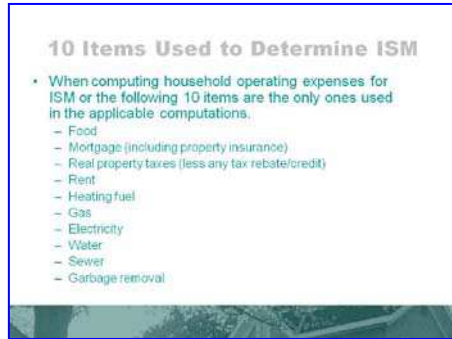 10 Items Used to Determine ISM
• When computing household operating expenses for
ISM or the following 10 items are the only ones used
in the applicable computations.
– Food
– Mortgage (including property insurance)
– Real property taxes (less any tax rebate/credit)
– Rent
– Heating fuel
– Gas
– Electricity
– Water
– Sewer
– Garbage removal